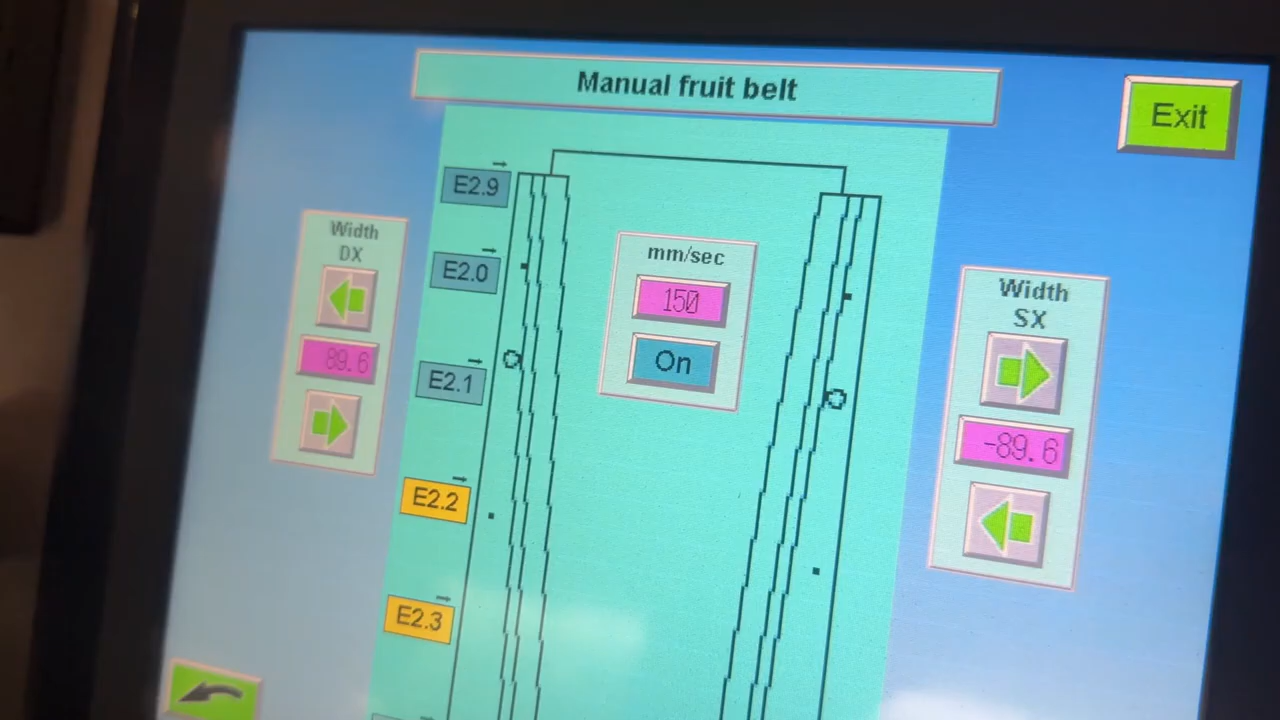 Manual fruit belt
Exit
E2.9
Width
DX
89.6
E2.0
mm/sec
150
On
Width
SX
-89.6
E2.1
E2.2
E2.3